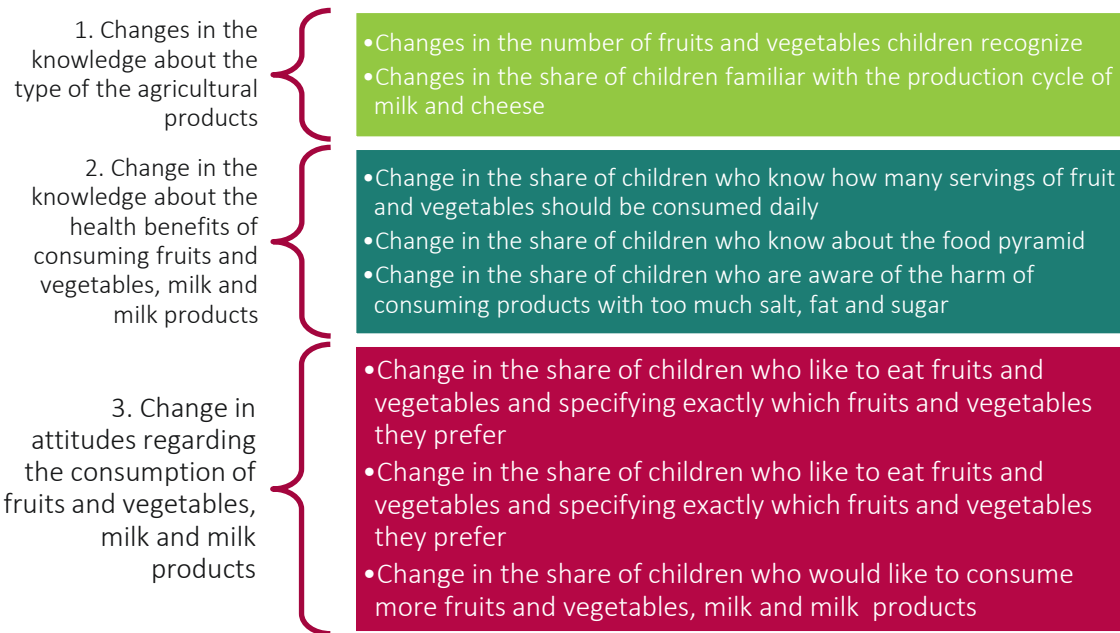 1. Changes in the
knowledge about the
type of the agricultural
products
•Changes in the number of fruits and vegetables children recognize
•Changes in the share of children familiar with the production cycle of
milk and cheese
2. Change in the
knowledge about the
health benefits of
consuming fruits and
vegetables, milk and
milk products
•Change in the share of children who know how many servings of fruit
and vegetables should be consumed daily
•Change in the share of children who know about the food pyramid
•Change in the share of children who are aware of the harm of
consuming products with too much salt, fat and sugar
3. Change in
attitudes regarding
the consumption of
fruits and vegetables,
milk and milk
products
•Change in the share of children who like to eat fruits and
vegetables and specifying exactly which fruits and vegetables
they prefer
•Change in the share of children who like to eat fruits and
vegetables and specifying exactly which fruits and vegetables
they prefer
•Change in the share of children who would like to consume
more fruits and vegetables, milk and milk products